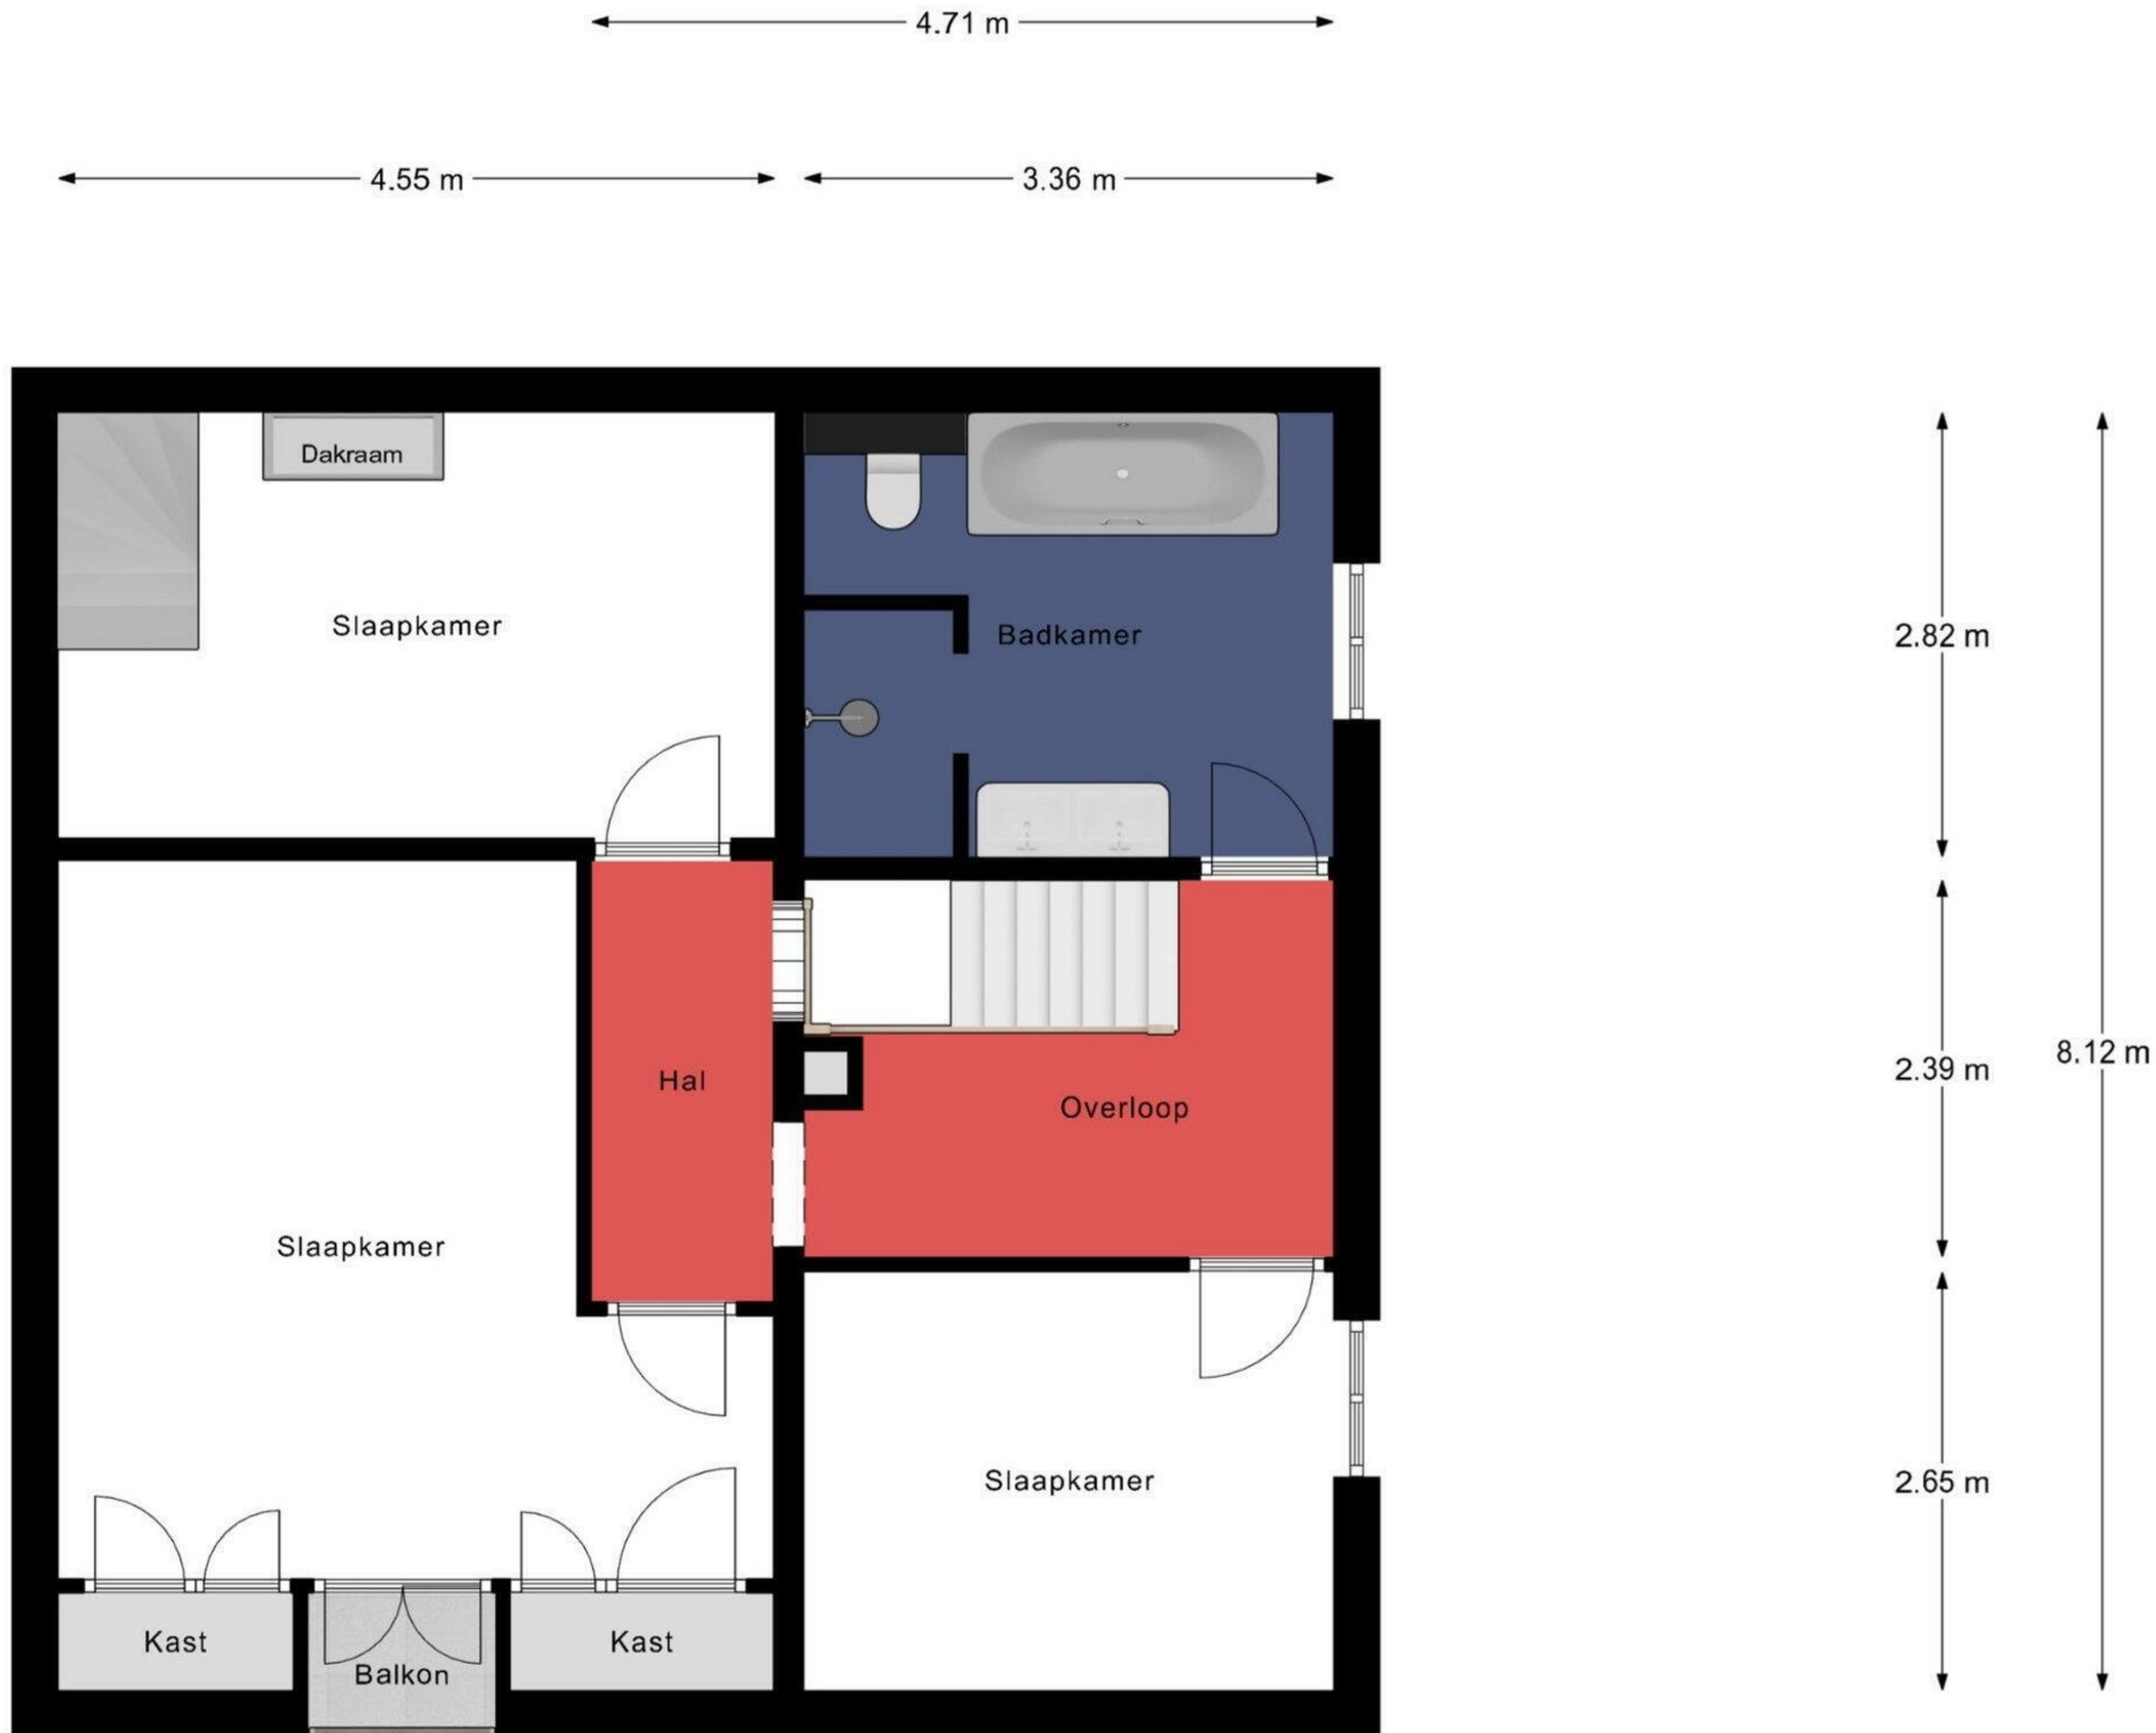 4.71 m
4.55 m
3.36 m
Dakraam
Slaapkamer
Badkamer
2.82 m
Hal
Overloop
2.39 m
8.12 m
Slaapkamer
Slaapkamer
2.65 m
Kast
Balkon
Kast